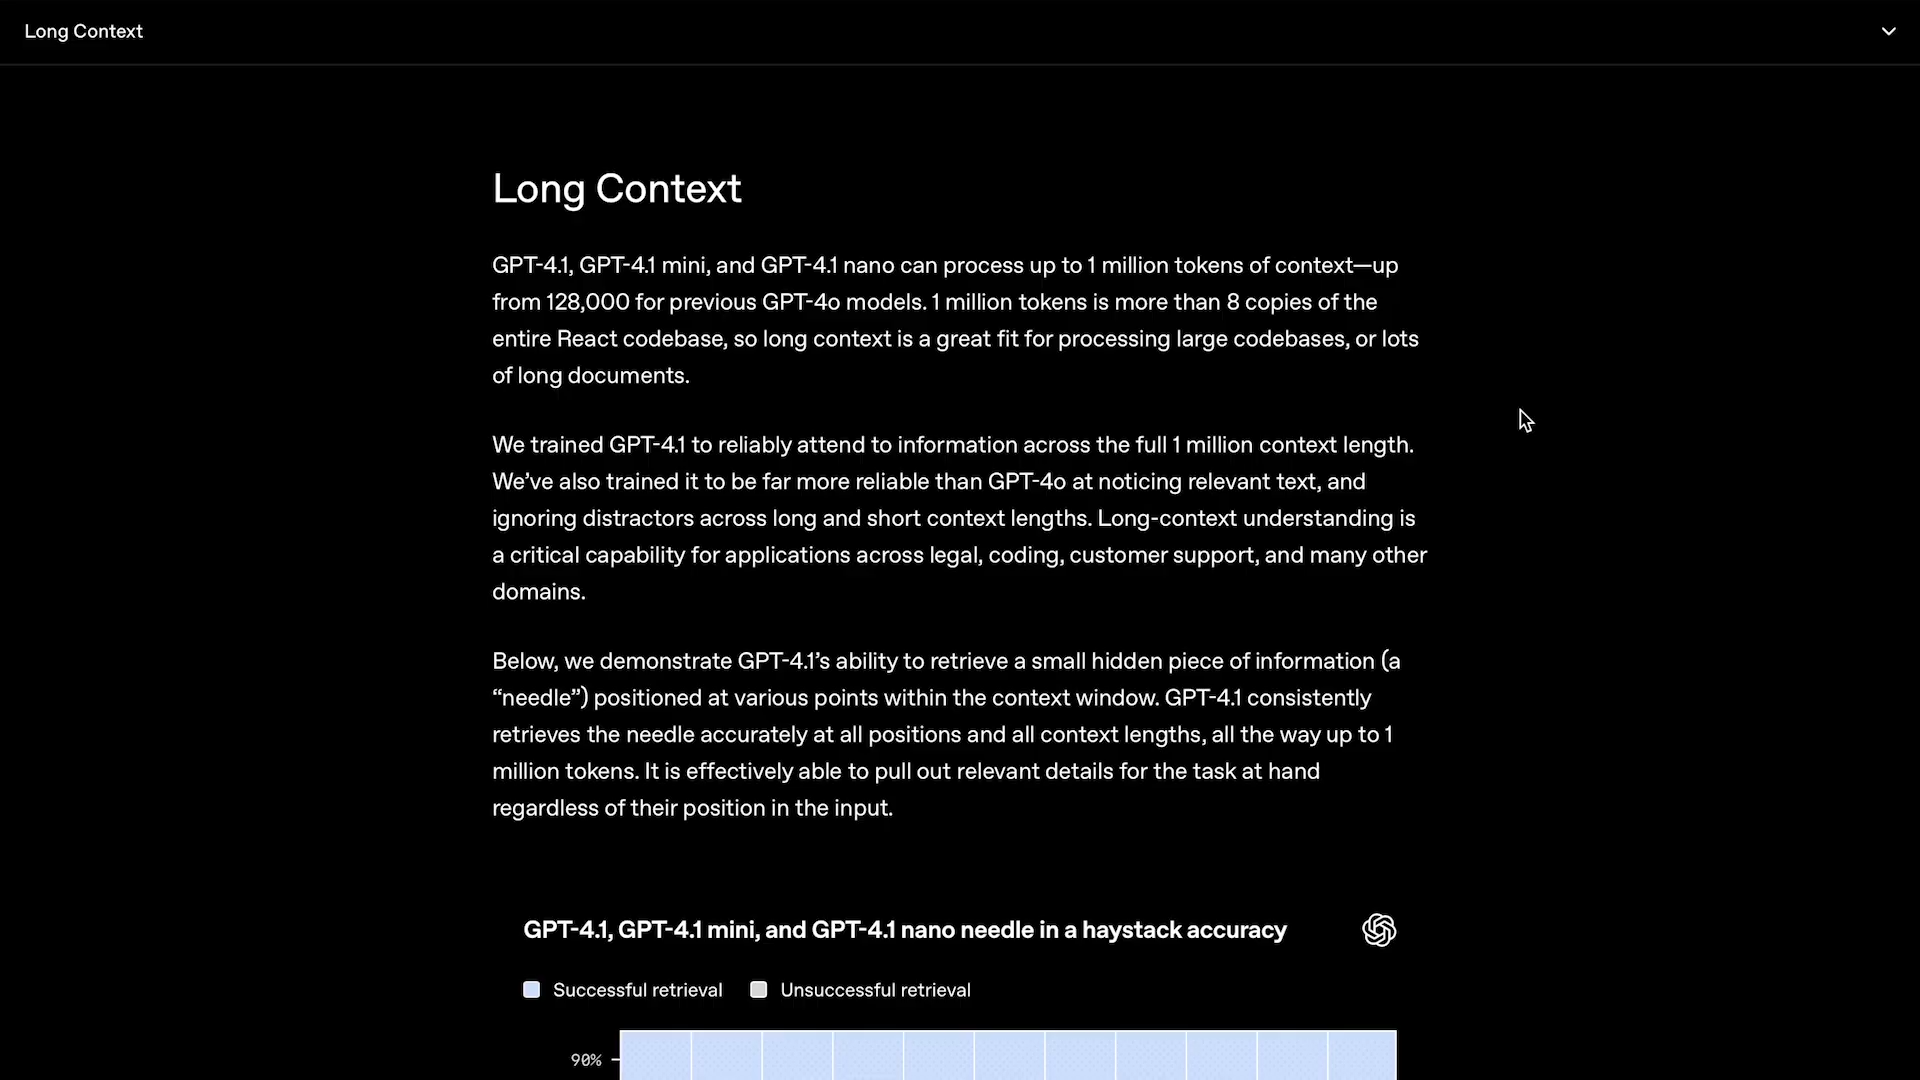 Long Context
Long Context
GPT-4.1, GPT-4.1 mini, and GPT-4.1 nano can process up to 1 million tokens of context—up
from 128,000 for previous GPT-4o models. 1 million tokens is more than 8 copies of the
entire React codebase, so long context is a great fit for processing large codebases, or lots
of long documents.
We trained GPT-4.1 to reliably attend to information across the full 1 million context length.
We’ve also trained it to be far more reliable than GPT-4o at noticing relevant text, and
ignoring distractors across long and short context lengths. Long-context understanding is
a critical capability for applications across legal, coding, customer support, and many other
domains.
Below, we demonstrate GPT-4.1’s ability to retrieve a small hidden piece of information (a
“needle”) positioned at various points within the context window. GPT-4.1 consistently
retrieves the needle accurately at all positions and all context lengths, all the way up to 1
million tokens. It is effectively able to pull out relevant details for the task at hand
regardless of their position in the input.
GPT-4.1, GPT-4.1 mini, and GPT-4.1 nano needle in a haystack accuracy
Successful retrieval Unsuccessful retrieval
90%